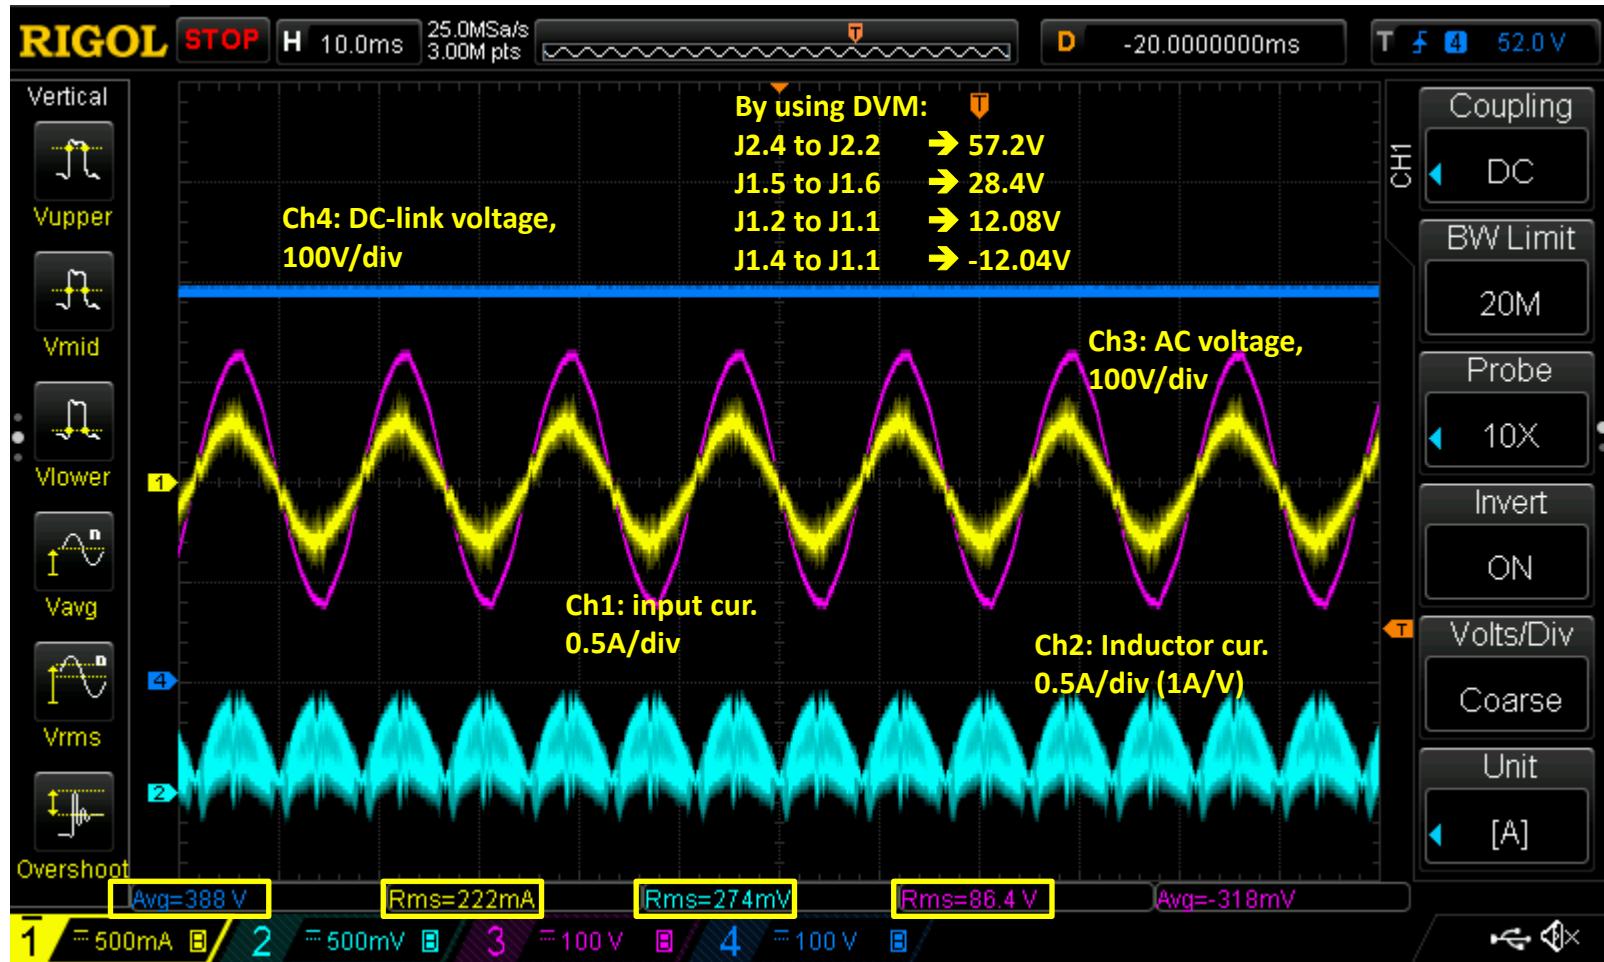 RIGOL STOP H 10.0ms 25.0MSa/s D -20.0000000ms T 4 52.0 V
3.00M pts
T
Vertical
Vupper
Vmid
Vlower
Vavg
n
Vrms
n
Overshoot
By using DVM:
J2.4 to J2.2 ➔ 57.2V
J1.5 to J1.6 ➔ 28.4V
J1.2 to J1.1 ➔ 12.08V
J1.4 to J1.1 ➔ -12.04V
T
Ch4: DC-link voltage,
100V/div
Ch3: AC voltage,
100V/div
Ch1: input cur.
0.5A/div
Ch2: Inductor cur.
0.5A/div (1A/V)
1
4
2
T
CH1
Coupling
DC
BW Limit
20M
Probe
10X
Invert
ON
Volts/Div
Coarse
Unit
[A]
Avg=388 V Rms=222mA Rms=274mV Rms=86.4 V Avg=-318mV
1 500mA B 2 500mV B 3 100 V B 4 100 V B